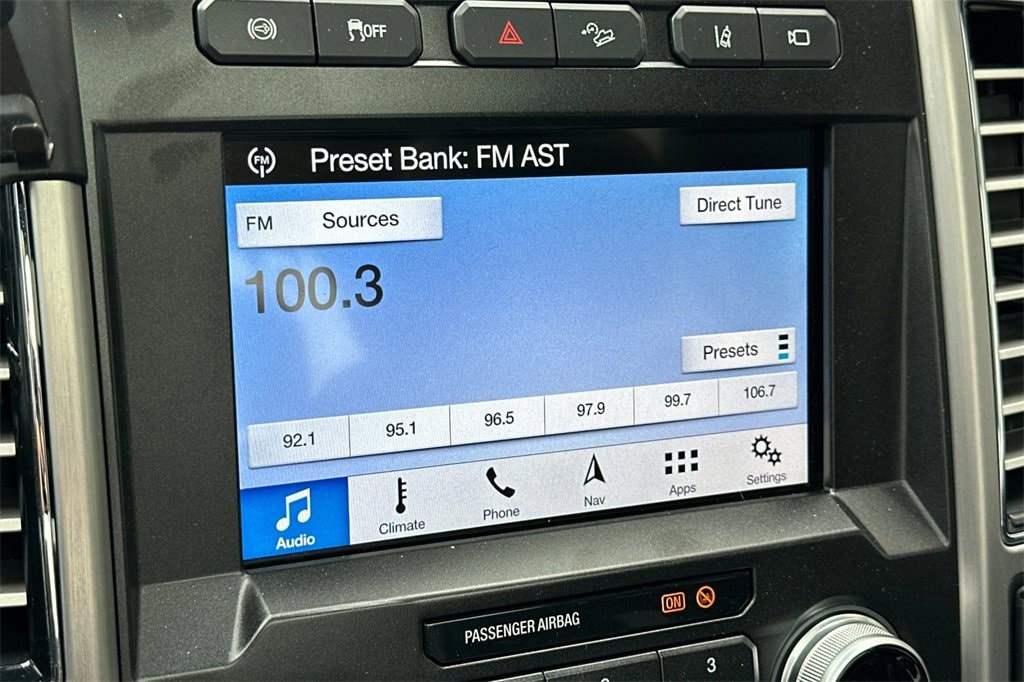 OFF
FM
Preset Bank: FM AST
FM Sources
Direct Tune
100.3
Presets
92.1 95.1 96.5 97.9 99.7 106.7
Audio Climate Phone Nav Apps Settings
PASSENGER AIRBAG ON
3